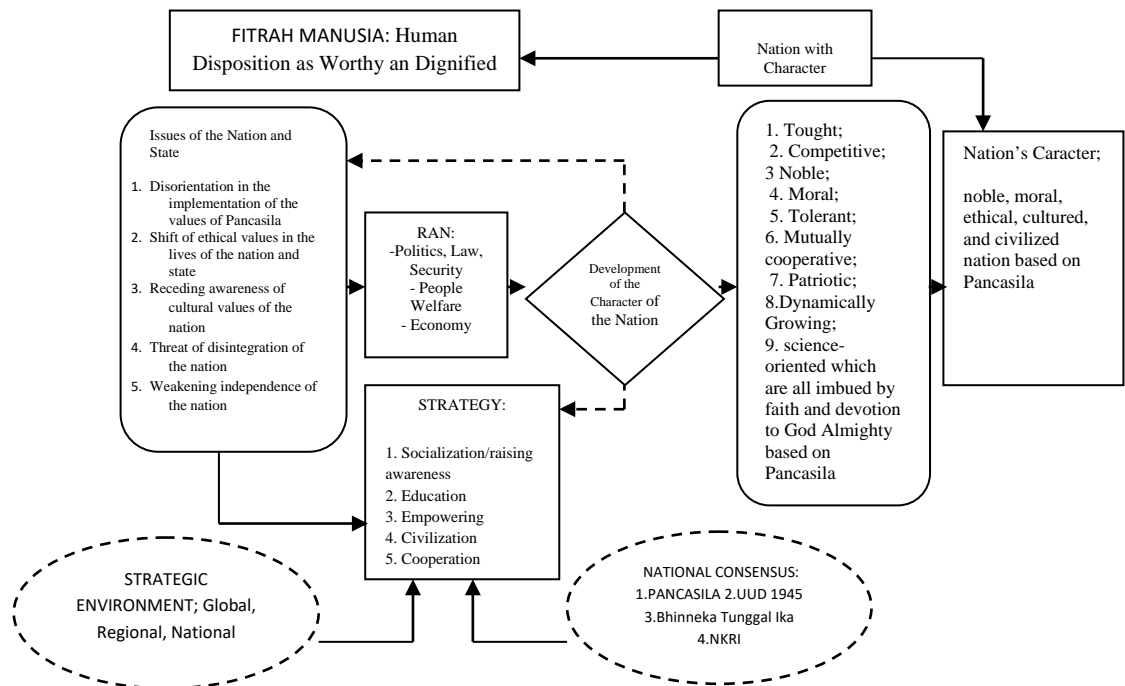 FITRAH MANUSIA: Human
Disposition as Worthy an Dignified
Nation with
Character
Issues of the Nation and
State
1. Disorientation in the
implementation of the
values of Pancasila
2. Shift of ethical values in the
lives of the nation and
state
3. Receding awareness of
cultural values of the
nation
4. Threat of disintegration of
the nation
5. Weakening independence of
the nation
RAN:
-Politics, Law,
Security
- People
Welfare
- Economy
Development
of the
Character of
the Nation
1. Tought;
2. Competitive;
3 Noble;
4. Moral;
5. Tolerant;
6. Mutually
cooperative;
7. Patriotic;
8.Dynamically
Growing;
9. science-
oriented which
are all imbued by
faith and devotion
to God Almighty
based on
Pancasila
Nation's Caracter;
noble, moral,
ethical, cultured,
and civilized
nation based on
Pancasila
STRATEGY:
1. Socialization/raising
awareness
2. Education
3. Empowering
4. Civilization
5. Cooperation
STRATEGIC
ENVIRONMENT; Global,
Regional, National
NATIONAL CONSENSUS:
1.PANCASILA 2.UUD 1945
3.Bhinneka Tunggal Ika
4.NKRI